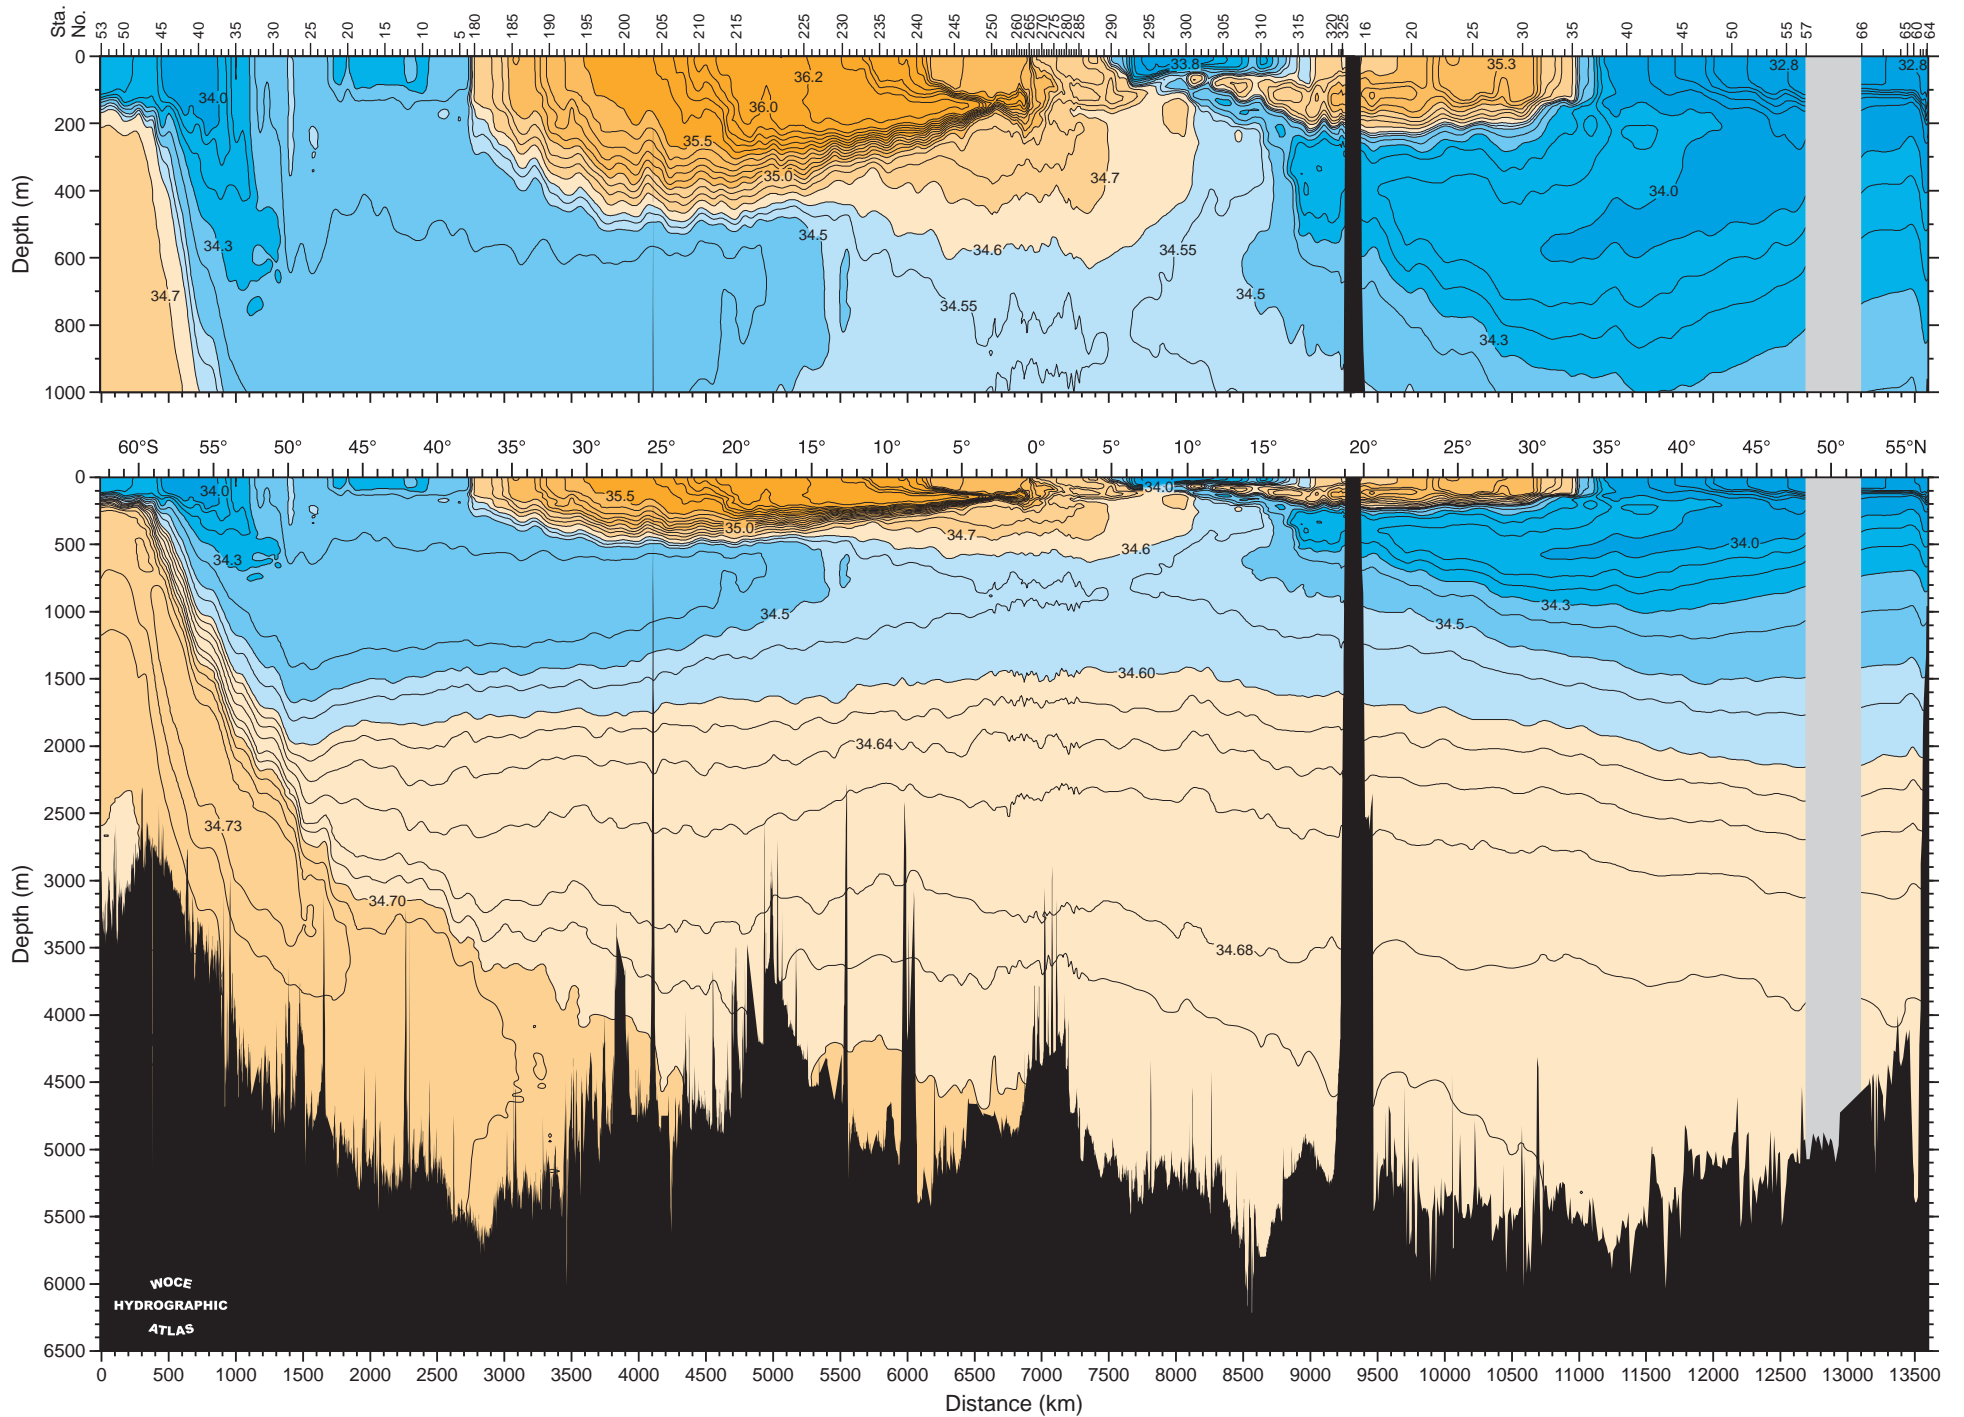 Sta. No.
53 50 45 40 35 30 25 20 15 10 5 180 185 190 195 200 205 210 215 225 230 235 240 245 250 260 265 270 275 280 285 290 295 300 305 310 315 320 325 16 20 25 30 35 40 45 50 55 57 66 65 60 64
0
33.8 35.3 32.8 32.8
36.2
34.0 36.0
200
35.5
35.0 34.7
400 34.0
34.5
34.3 34.6 34.55
600
34.7 34.55 34.5
800
34.3
1000
Depth (m)
60°S 55° 50° 45° 40° 35° 30° 25° 20° 15° 10° 5° 0° 5° 10° 15° 20° 25° 30° 35° 40° 45° 50° 55°N
0
34.0 35.5 34.0
35.0 34.7
500 34.3 34.6 34.0
1000 34.5 34.3
34.5
1500 34.60
2000 34.64
2500
34.73
3000
34.70
3500 34.68
4000
4500
5000
5500
6000
6500
Depth (m)
WOCE
HYDROGRAPHIC
ATLAS
0 500 1000 1500 2000 2500 3000 3500 4000 4500 5000 5500 6000 6500 7000 7500 8000 8500 9000 9500 10000 10500 11000 11500 12000 12500 13000 13500
Distance (km)